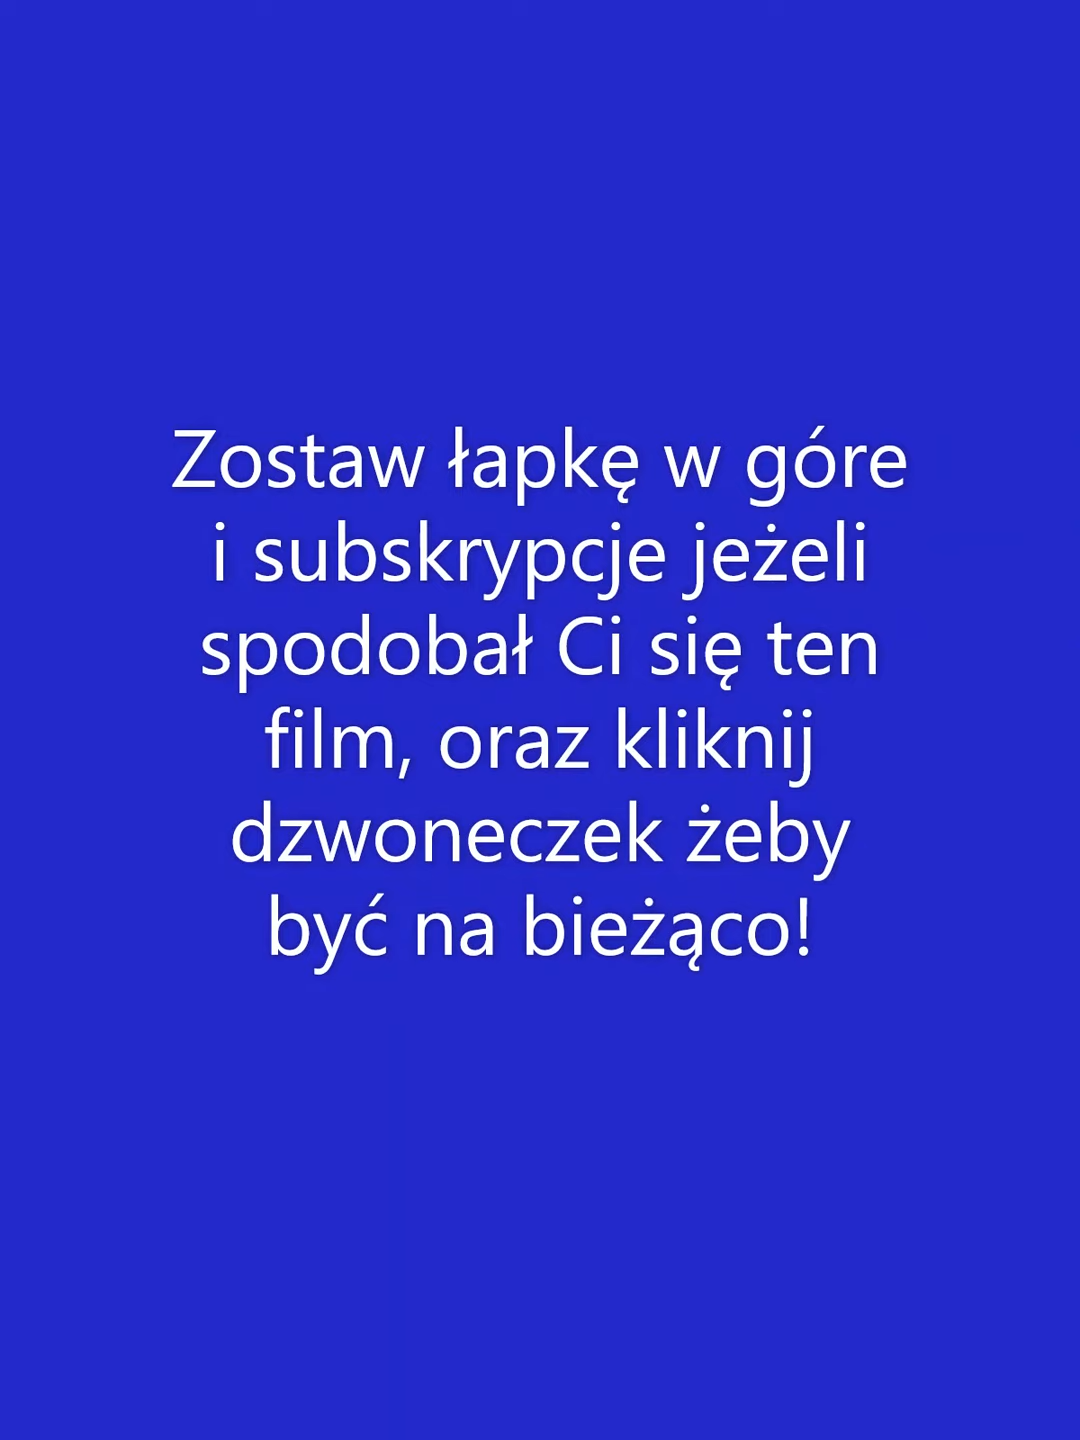 Zostaw łapkę w góre
i subskrypcje jeżeli
spodobał Ci się ten
film, oraz kliknij
dzwoneczek żeby
być na bieżąco!